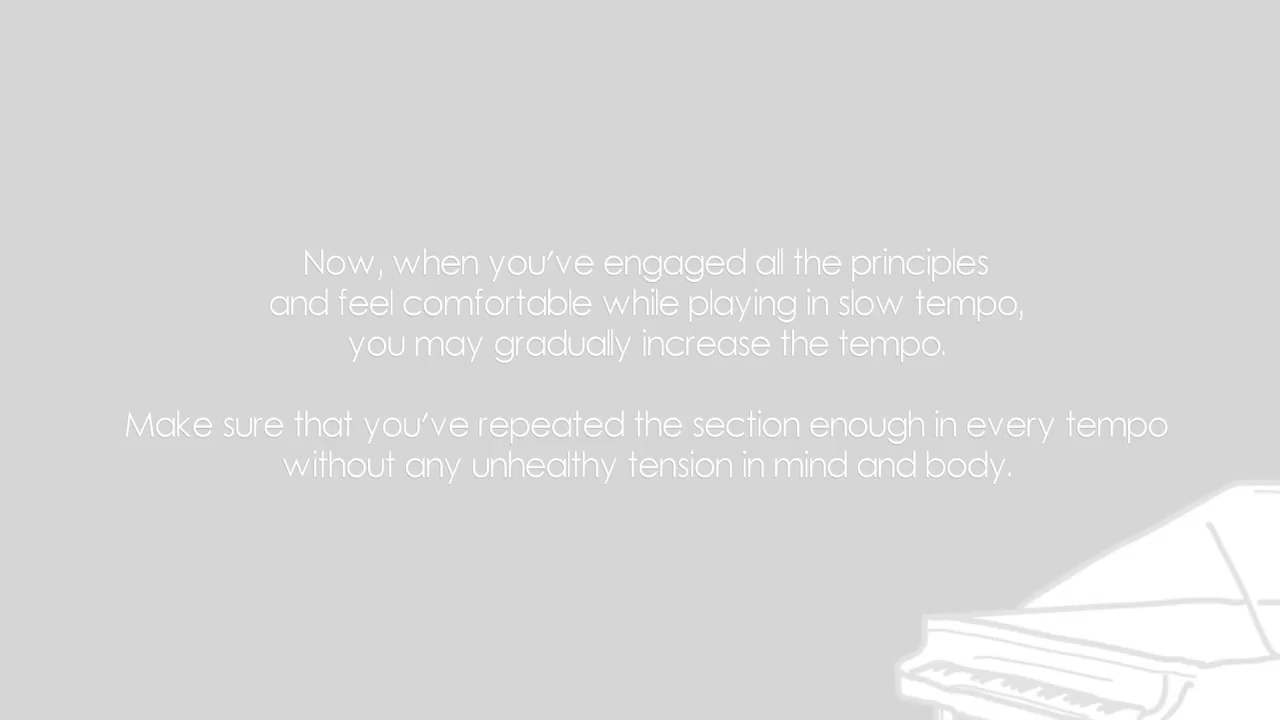 Now, when you've engaged all the principles
and feel comfortable while playing in slow tempo,
you may gradually increase the tempo.
Make sure that you've repeated the section enough in every tempo
without any unhealthy tension in mind and body.